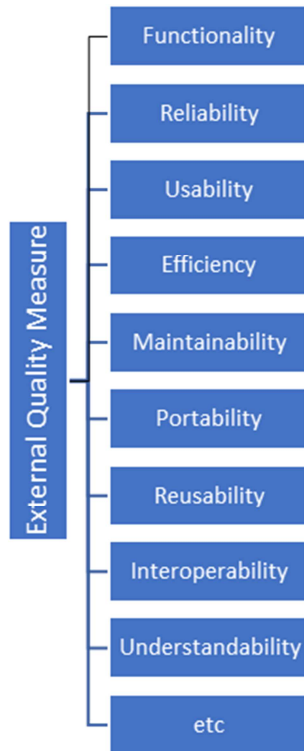 External Quality Measure
Functionality
Reliability
Usability
Efficiency
Maintainability
Portability
Reusability
Interoperability
Understandability
etc